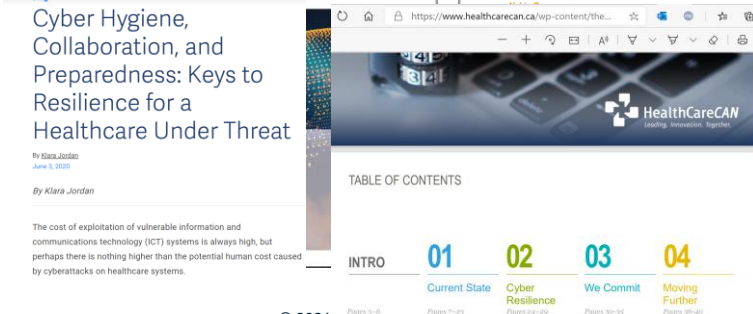 Cyber Hygiene,
Collaboration, and
Preparedness: Keys to
Resilience for a
Healthcare Under Threat
By Klara Jordan
June 3, 2020
By Klara Jordan
The cost of exploitation of vulnerable information and
communications technology (ICT) systems is always high, but
perhaps there is nothing higher than the potential human cost caused
by cyberattacks on healthcare systems.
https://www.healthcarecan.ca/wp-content/the...
HealthCareCAN
Leading. Innovation. Together.
TABLE OF CONTENTS
INTRO
01
02
03
04
Current State
Cyber
Resilience
We Commit
Moving
Further